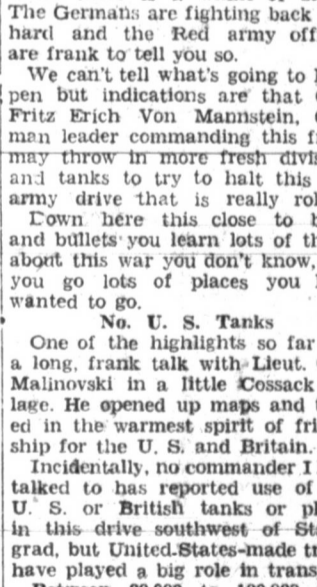 The Germans are fighting back
hard and the Red army off
are frank to tell you so.
We can't tell what's going to
pen but indications are that
Fritz Erich Von Mannstein,
man leader commanding this f
may throw in more fresh divis
and tanks to try to halt this
army drive that is really rol
Down here this close to b
and bullets you learn lots of th
about this war you don't know,
you go lots of places you
wanted to go.
No. U. S. Tanks
One of the highlights so far
a long, frank talk with Lieut.
Malinovski in a little Cossack
lage. He opened up maps and t
ed in the warmest spirit of fri
ship for the U. S. and Britain.
Incidentally, no commander I
talked to has reported use of
U. S. or British tanks or pl
in this drive southwest of Sta
grad, but United-States-made tr
have played a big role in trans
Between